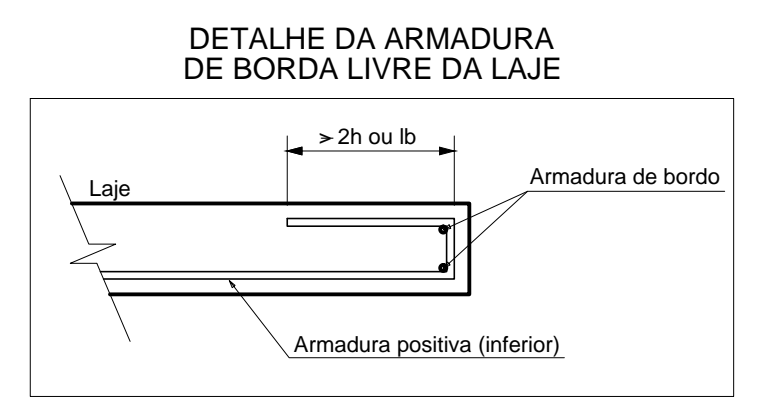 DETALHE DA ARMADURA
DE BORDA LIVRE DA LAJE
⩾ 2h ou lb
Armadura de bordo
Laje
Armadura positiva (inferior)